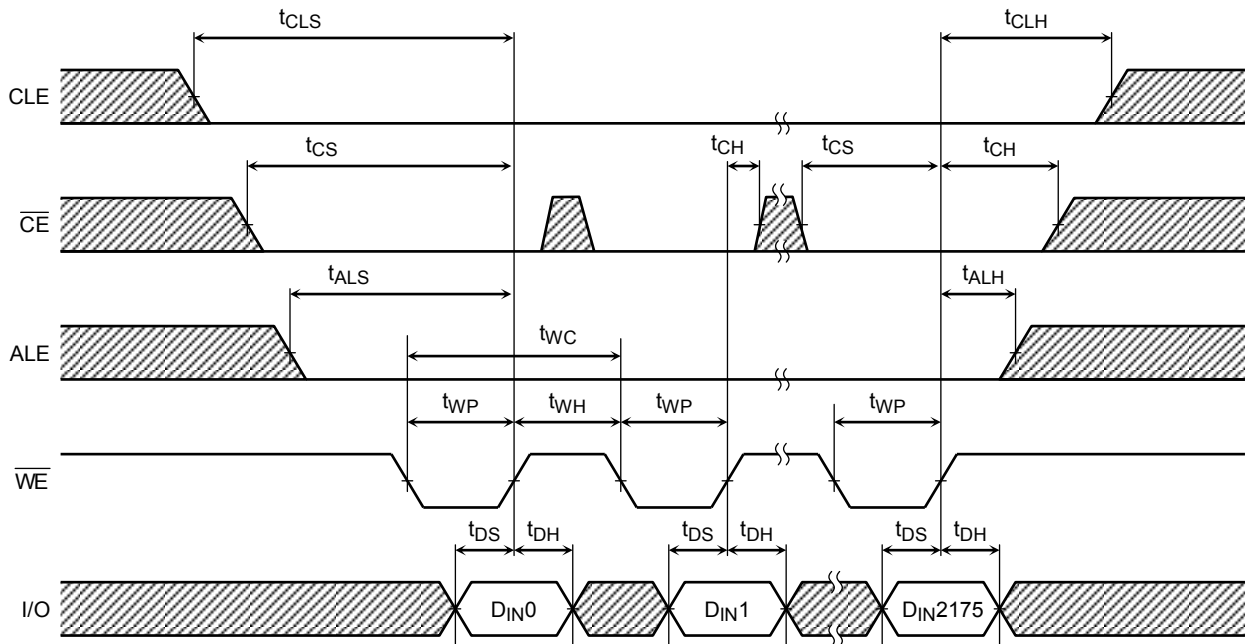 tCLS tCLH
CLE
tCS tCH tCS tCH
CE
tALS tALH
ALE
tWC
tWP tWH tWP tWP
WE
tDS tDH tDS tDH tDS tDH
I/O DIN0 DIN1 DIN2175